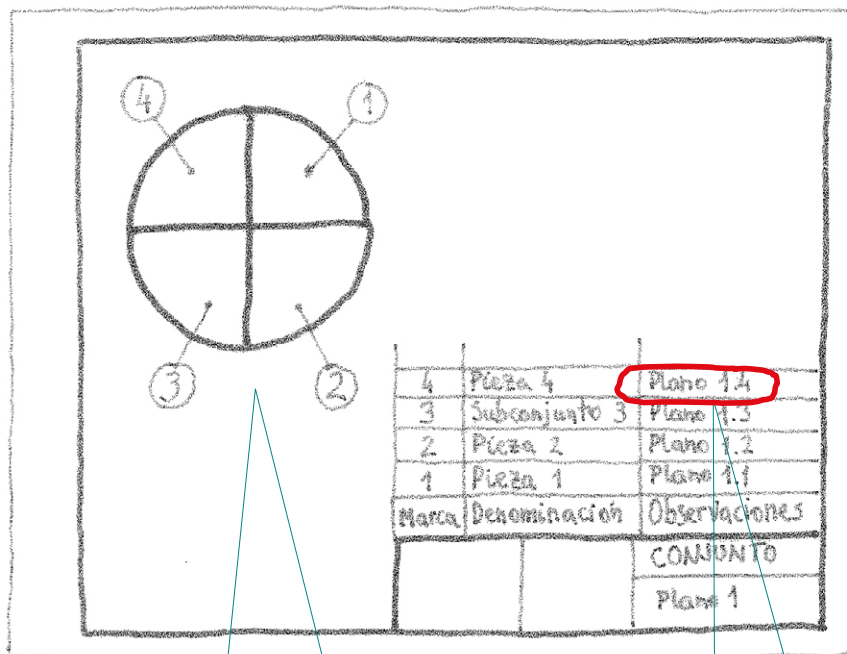 4 1
3 2
4 Pieza 4 Plano 1.4
3 Subconjunto 3 Plano 1.3
2 Pieza 2 Plano 1.2
1 Pieza 1 Plano 1.1
Marca Denominación Observaciones
CONJUNTO
Plano 1